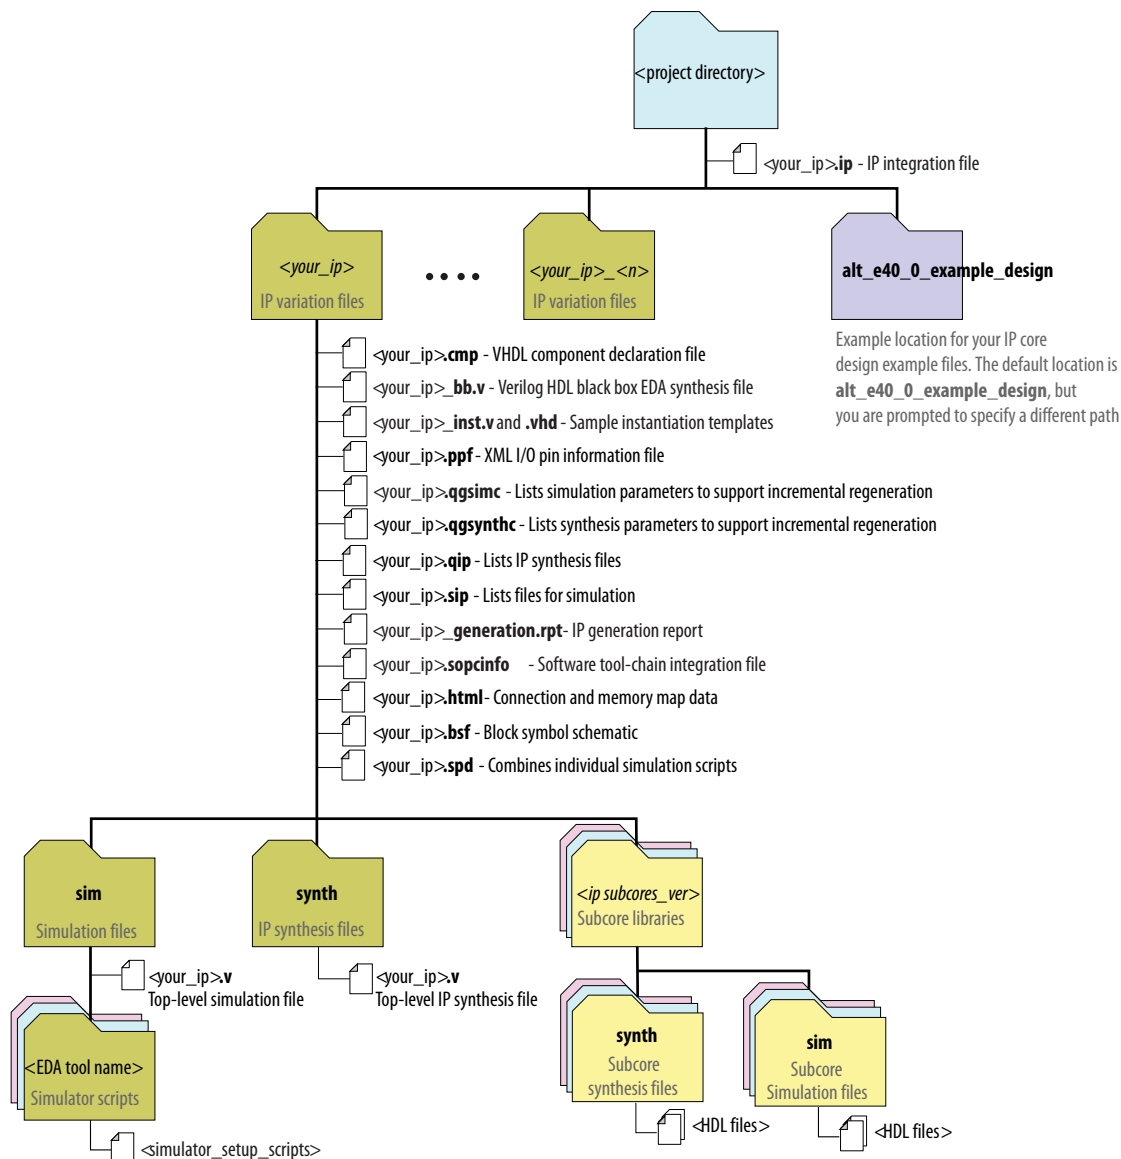 <project directory>
<your_ip>.ip - IP integration file
<your_ip>
IP variation files
<your_ip>_<n>
IP variation files
alt_e40_0_example_design
Example location for your IP core
design example files. The default location is
alt_e40_0_example_design, but
you are prompted to specify a different path
<your_ip>.cmp - VHDL component declaration file
<your_ip>_bb.v - Verilog HDL black box EDA synthesis file
<your_ip>_inst.v and .vhd - Sample instantiation templates
<your_ip>.ppf - XML I/O pin information file
<your_ip>.qgsimc - Lists simulation parameters to support incremental regeneration
<your_ip>.qgsynthc - Lists synthesis parameters to support incremental regeneration
<your_ip>.qip - Lists IP synthesis files
<your_ip>.sip - Lists files for simulation
<your_ip>_generation.rpt- IP generation report
<your_ip>.sopcinfo - Software tool-chain integration file
<your_ip>.html- Connection and memory map data
<your_ip>.bsf - Block symbol schematic
<your_ip>.spd - Combines individual simulation scripts
sim
Simulation files
synth
IP synthesis files
<ip subcores_ver>
Subcore libraries
<your_ip>.v
Top-level simulation file
<your_ip>.v
Top-level IP synthesis file
<EDA tool name>
Simulator scripts
synth
Subcore
synthesis files
sim
Subcore
Simulation files
<HDL files>
<HDL files>
<simulator_setup_scripts>